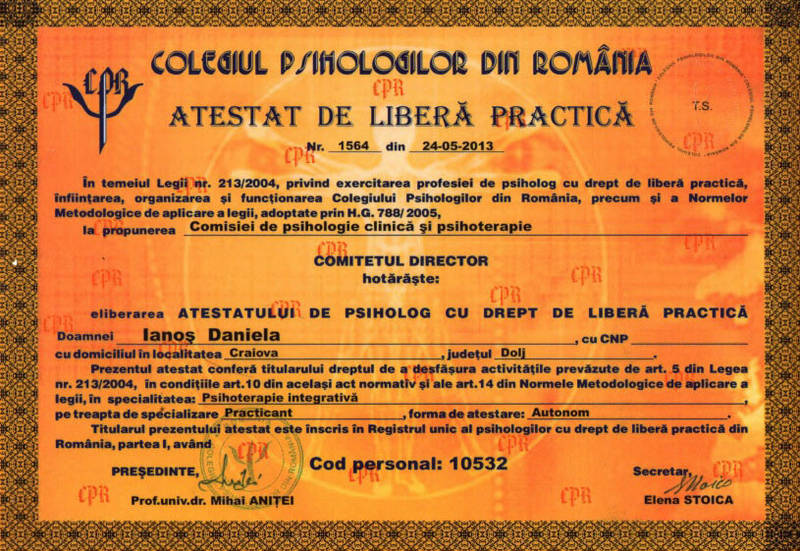 CPR
COLEGIUL PSIHOLOGILOR DIN ROMÂNIA
ATESTAT DE LIBERĂ PRACTICĂ
T.S.
Nr. 1564 din 24-05-2013
În temeiul Legii nr. 213/2004, privind exercitarea profesiei de psiholog cu drept de liberă practică,
înființarea, organizarea și funcționarea Colegiului Psihologilor din România, precum și a Normelor
Metodologice de aplicare a legii, adoptate prin H.G. 788/ 2005,
la propunerea Comisiei de psihologie clinică și psihoterapie
COMITETUL DIRECTOR
hotărăște:
eliberarea ATESTATULUI DE PSIHOLOG CU DREPT DE LIBERĂ PRACTICĂ
Doamnei Ianoș Daniela, cu CNP
cu domiciliul în localitatea Craiova, județul Dolj.
Prezentul atestat conferă titularului dreptul de a desfășura activitățile prevăzute de art. 5 din Legea
nr. 213/2004, în condițiile art.10 din același act normativ și ale art.14 din Normele Metodologice de aplicare a
legii, în specialitatea: Psihoterapie integrativă,
pe treapta de specializare Practicant, forma de atestare: Autonom.
Titularul prezentului atestat este înscris în Registrul unic al psihologilor cu drept de liberă practică din
România, partea I, având
Cod personal: 10532
PREȘEDINTE, Secretar,
Prof.univ.dr. Mihai ANIȚEI Elena STOICA